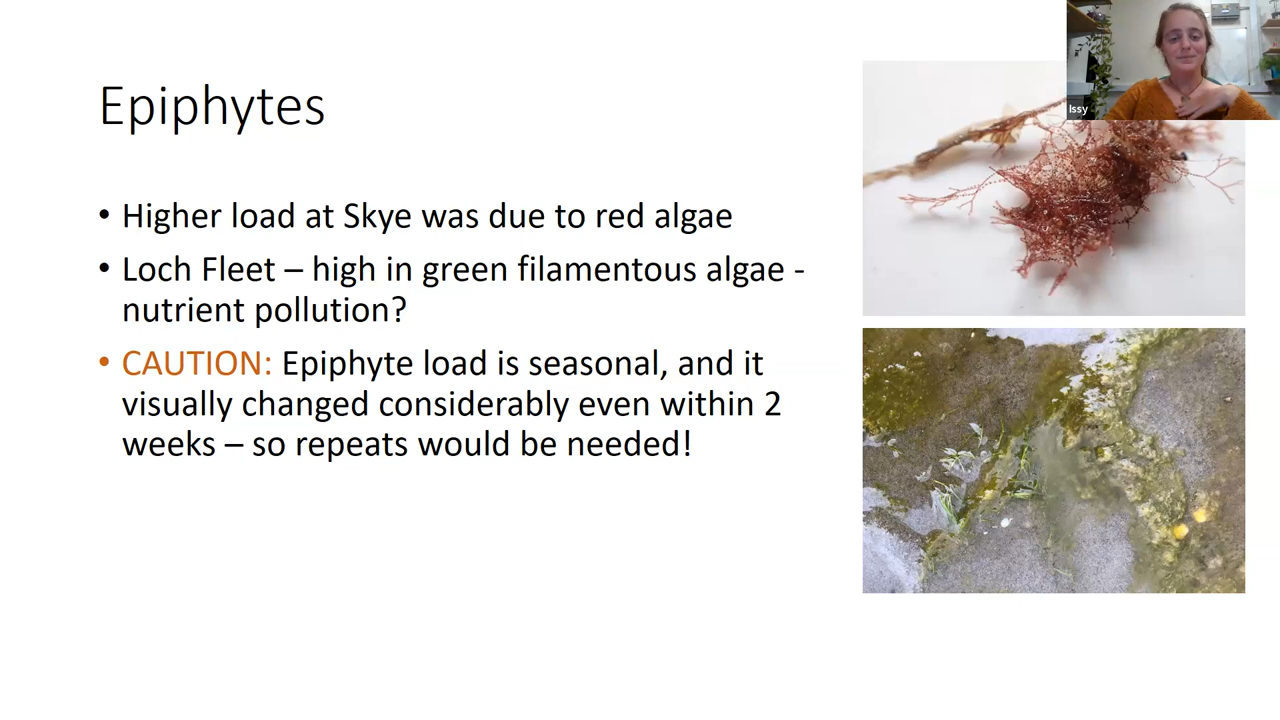 Issy
Epiphytes
• Higher load at Skye was due to red algae
• Loch Fleet – high in green filamentous algae -
nutrient pollution?
• CAUTION: Epiphyte load is seasonal, and it
visually changed considerably even within 2
weeks – so repeats would be needed!